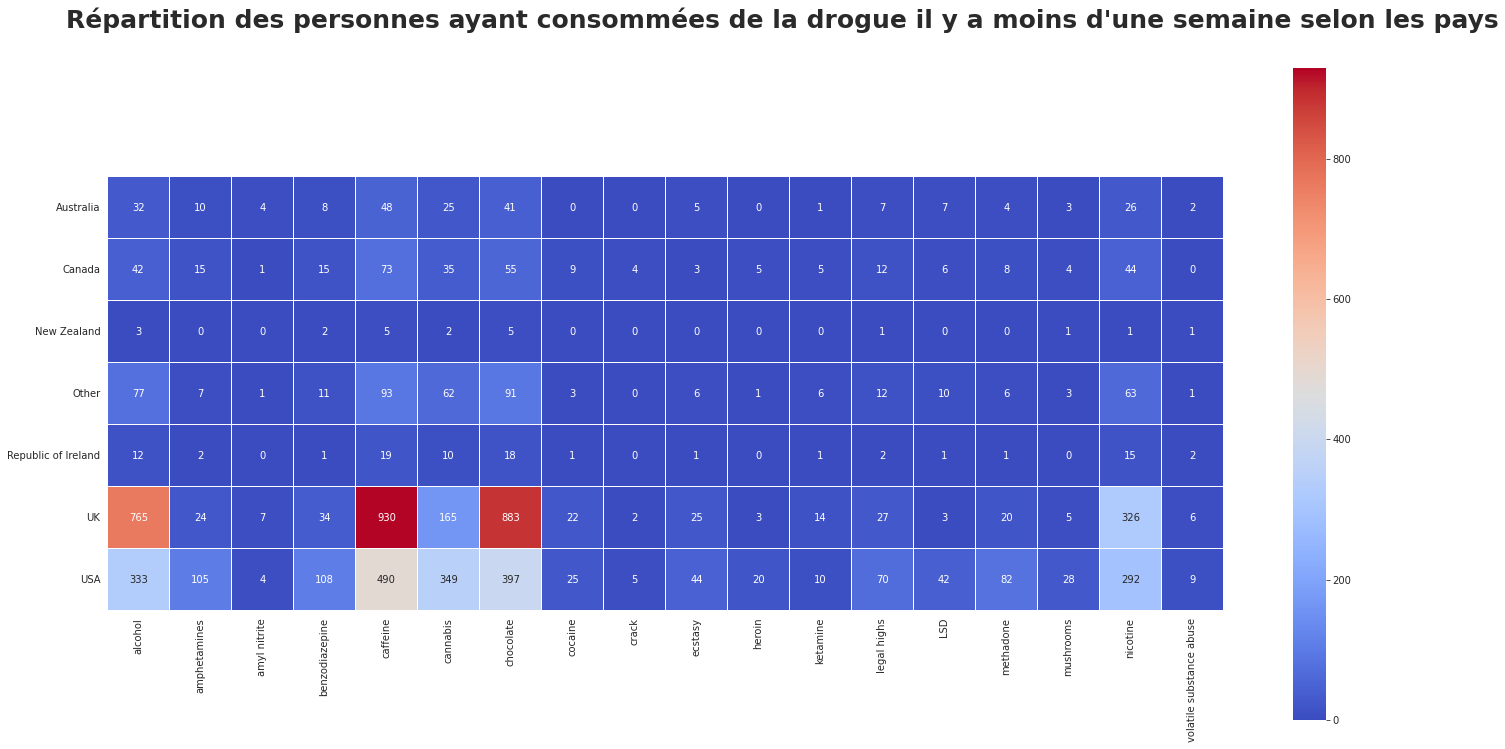 Répartition des personnes ayant consommées de la drogue il y a moins d'une semaine selon les pays
800
600
400
200
0
Australia 32 10 4 8 48 25 41 0 0 5 0 1 7 7 4 3 26 2
Canada 42 15 1 15 73 35 55 9 4 3 5 5 12 6 8 4 44 0
New Zealand 3 0 0 2 5 2 5 0 0 0 0 0 1 0 0 1 1 1
Other 77 7 1 11 93 62 91 3 0 6 1 6 12 10 6 3 63 1
Republic of Ireland 12 2 0 1 19 10 18 1 0 1 0 1 2 1 1 0 15 2
UK 765 24 7 34 930 165 883 22 2 25 3 14 27 3 20 5 326 6
USA 333 105 4 108 490 349 397 25 5 44 20 10 70 42 82 28 292 9
alcohol
amphetamines
amyl nitrite
benzodiazepine
caffeine
cannabis
chocolate
cocaine
crack
ecstasy
heroin
ketamine
legal highs
LSD
methadone
mushrooms
nicotine
volatile substance abuse